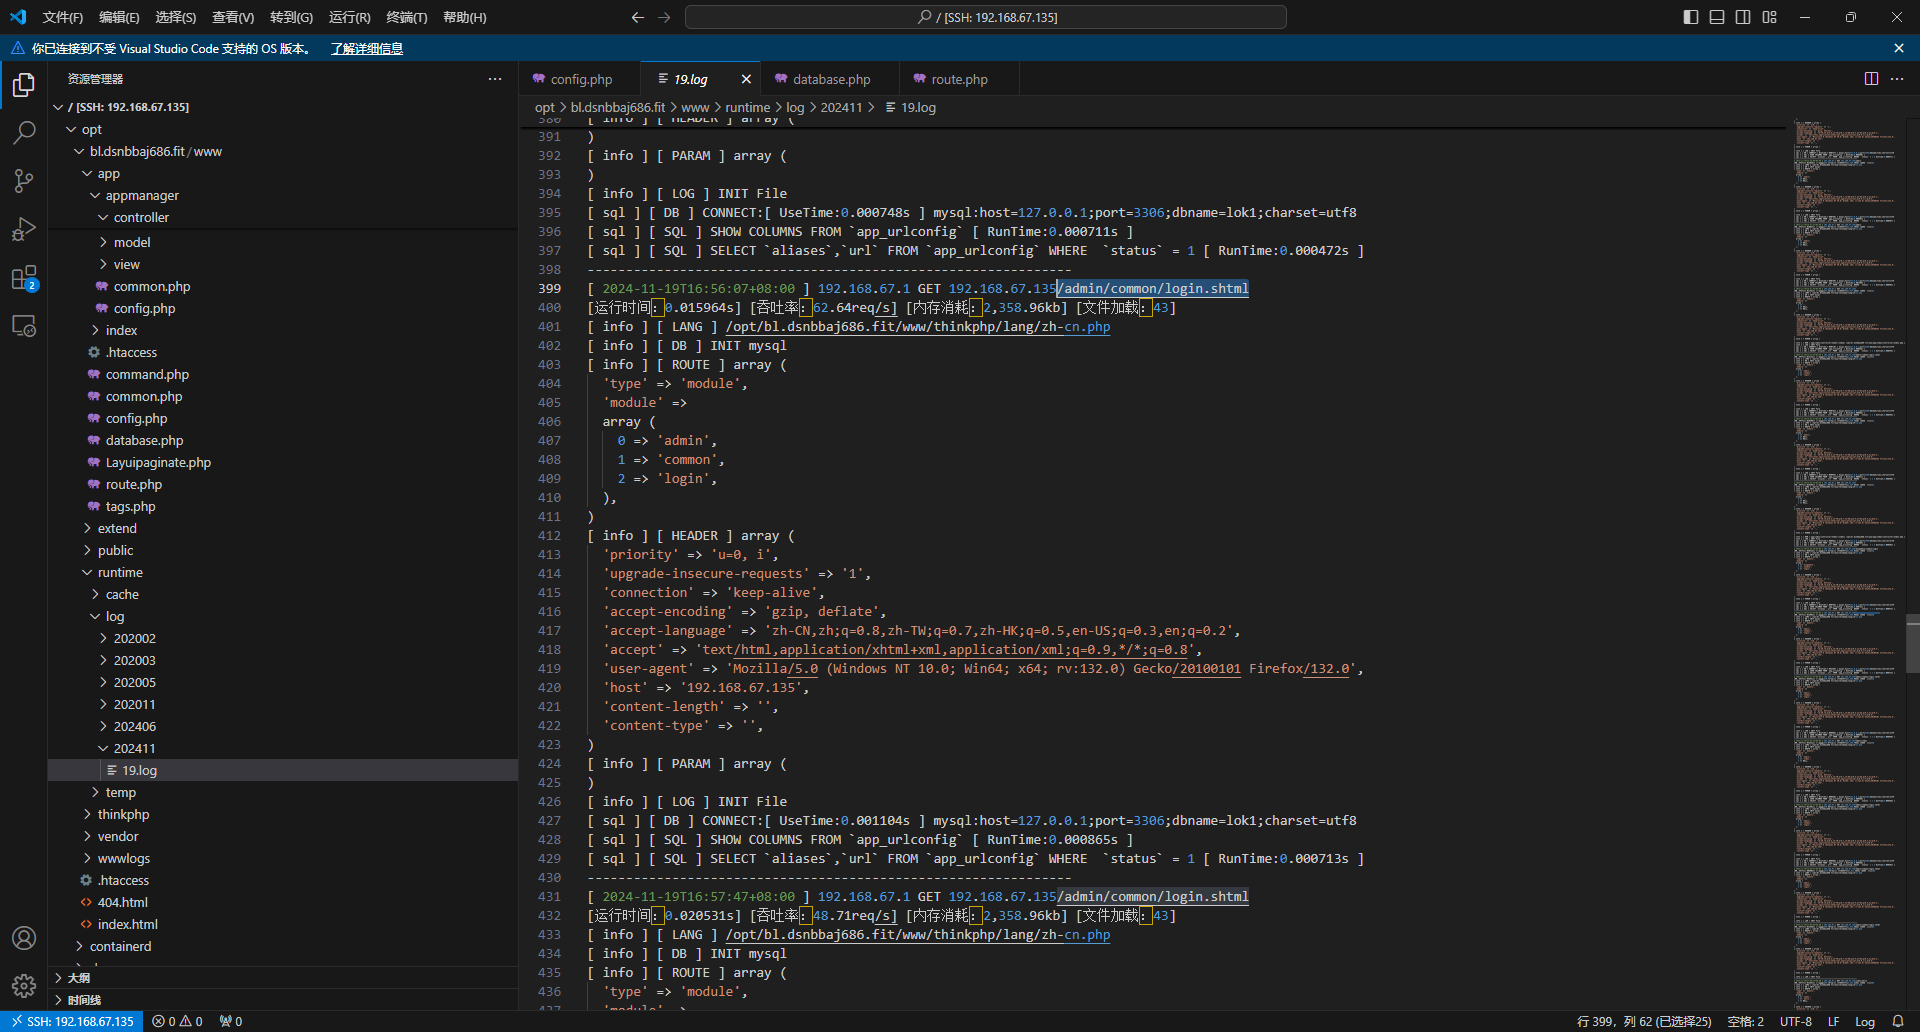 文件(F) 编辑(E) 选择(S) 查看(V) 转到(G) 运行(R) 终端(T) 帮助(H)
/ [SSH: 192.168.67.135]
你已连接到不受 Visual Studio Code 支持的 OS 版本。 了解详细信息
资源管理器
/ [SSH: 192.168.67.135]
opt
bl.dsnbbaj686.fit/www
app
appmanager
controller
model
view
common.php
config.php
index
.htaccess
command.php
common.php
config.php
database.php
Layuipaginate.php
route.php
tags.php
extend
public
runtime
cache
log
202002
202003
202005
202011
202406
202411
19.log
temp
thinkphp
vendor
wwwlogs
.htaccess
404.html
index.html
containerd
大纲
时间线
2
config.php 19.log database.php route.php
opt > bl.dsnbbaj686.fit > www > runtime > log > 202411 > 19.log
380 [ info ] [ HEADER ] array (
391 )
392 [ info ] [ PARAM ] array (
393 )
394 [ info ] [ LOG ] INIT File
395 [ sql ] [ DB ] CONNECT:[ UseTime:0.000748s ] mysql:host=127.0.0.1;port=3306;dbname=lok1;charset=utf8
396 [ sql ] [ SQL ] SHOW COLUMNS FROM `app_urlconfig` [ RunTime:0.000711s ]
397 [ sql ] [ SQL ] SELECT `aliases`,`url` FROM `app_urlconfig` WHERE  `status` = 1 [ RunTime:0.000472s ]
398 ---------------------------------------------------------------
399 [ 2024-11-19T16:56:07+08:00 ] 192.168.67.1 GET 192.168.67.135/admin/common/login.shtml
400 [运行时间：0.015964s] [吞吐率：62.64req/s] [内存消耗：2,358.96kb] [文件加载：43]
401 [ info ] [ LANG ] /opt/bl.dsnbbaj686.fit/www/thinkphp/lang/zh-cn.php
402 [ info ] [ DB ] INIT mysql
403 [ info ] [ ROUTE ] array (
404 'type' => 'module',
405 'module' =>
406 array (
407 0 => 'admin',
408 1 => 'common',
409 2 => 'login',
410 ),
411 )
412 [ info ] [ HEADER ] array (
413 'priority' => 'u=0, i',
414 'upgrade-insecure-requests' => '1',
415 'connection' => 'keep-alive',
416 'accept-encoding' => 'gzip, deflate',
417 'accept-language' => 'zh-CN,zh;q=0.8,zh-TW;q=0.7,zh-HK;q=0.5,en-US;q=0.3,en;q=0.2',
418 'accept' => 'text/html,application/xhtml+xml,application/xml;q=0.9,*/*;q=0.8',
419 'user-agent' => 'Mozilla/5.0 (Windows NT 10.0; Win64; x64; rv:132.0) Gecko/20100101 Firefox/132.0',
420 'host' => '192.168.67.135',
421 'content-length' => '',
422 'content-type' => '',
423 )
424 [ info ] [ PARAM ] array (
425 )
426 [ info ] [ LOG ] INIT File
427 [ sql ] [ DB ] CONNECT:[ UseTime:0.001104s ] mysql:host=127.0.0.1;port=3306;dbname=lok1;charset=utf8
428 [ sql ] [ SQL ] SHOW COLUMNS FROM `app_urlconfig` [ RunTime:0.000865s ]
429 [ sql ] [ SQL ] SELECT `aliases`,`url` FROM `app_urlconfig` WHERE  `status` = 1 [ RunTime:0.000713s ]
430 ---------------------------------------------------------------
431 [ 2024-11-19T16:57:47+08:00 ] 192.168.67.1 GET 192.168.67.135/admin/common/login.shtml
432 [运行时间：0.020531s] [吞吐率：48.71req/s] [内存消耗：2,358.96kb] [文件加载：43]
433 [ info ] [ LANG ] /opt/bl.dsnbbaj686.fit/www/thinkphp/lang/zh-cn.php
434 [ info ] [ DB ] INIT mysql
435 [ info ] [ ROUTE ] array (
436 'type' => 'module',
437 'module' =>
SSH: 192.168.67.135 0 0 0 行 399，列 62 (已选择25) 空格: 2 UTF-8 LF Log